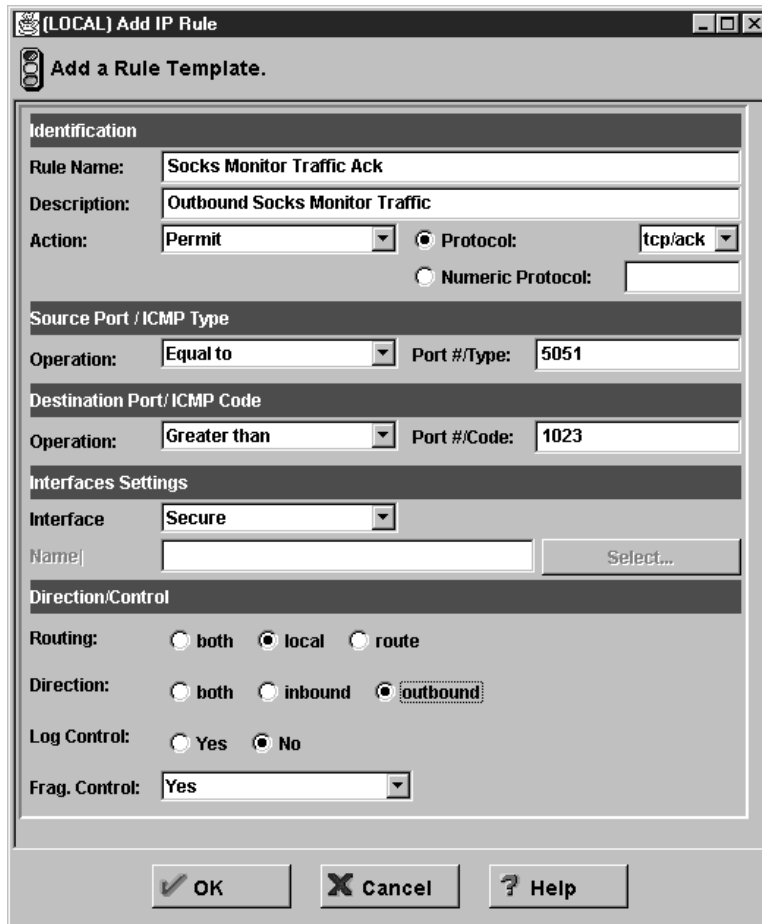 (LOCAL) Add IP Rule
Add a Rule Template.
Identification
Rule Name: Socks Monitor Traffic Ack
Description: Outbound Socks Monitor Traffic
Action: Permit Protocol: tcp/ack
Numeric Protocol:
Source Port / ICMP Type
Operation: Equal to Port #/Type: 5051
Destination Port/ ICMP Code
Operation: Greater than Port #/Code: 1023
Interfaces Settings
Interface Secure
Name Select...
Direction/Control
Routing: both local route
Direction: both inbound outbound
Log Control: Yes No
Frag. Control: Yes
OK Cancel Help